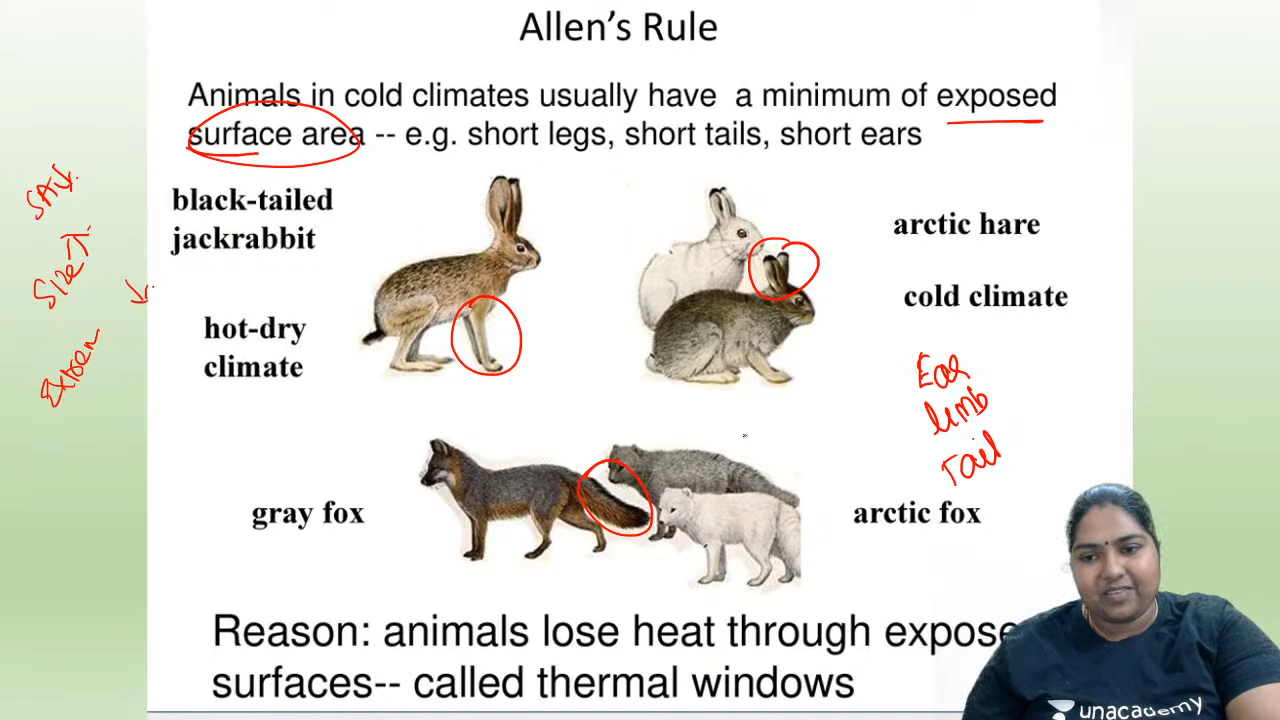 Allen's Rule
Animals in cold climates usually have a minimum of exposed
surface area -- e.g. short legs, short tails, short ears
SA↓
Size↑
↓
black-tailed
jackrabbit
hot-dry
climate
arctic hare
cold climate
Ear
limb
Tail
gray fox
arctic fox
Reason: animals lose heat through expose
surfaces-- called thermal windows
unacademy